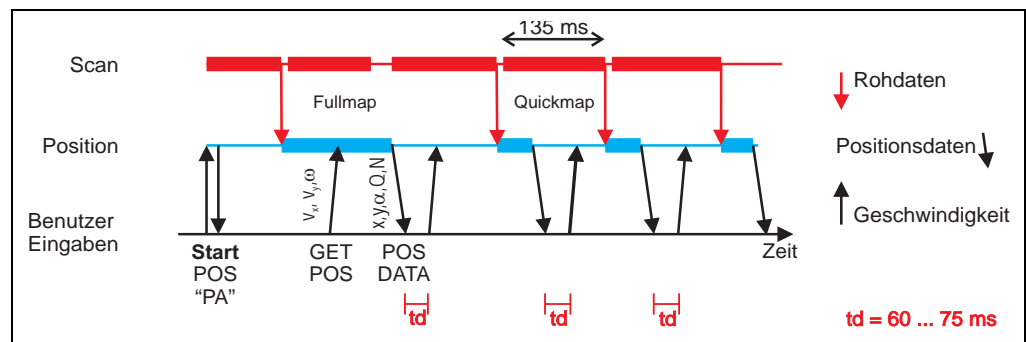 135 ms
Scan
Rohdaten
Fullmap
Quickmap
Position
Positionsdaten
Vx, Vy, ω
x,y,α,Q,N
Benutzer
Eingaben
Geschwindigkeit
Start
POS
"PA"
GET
POS
POS
DATA
Zeit
td
td
td
td = 60 ... 75 ms